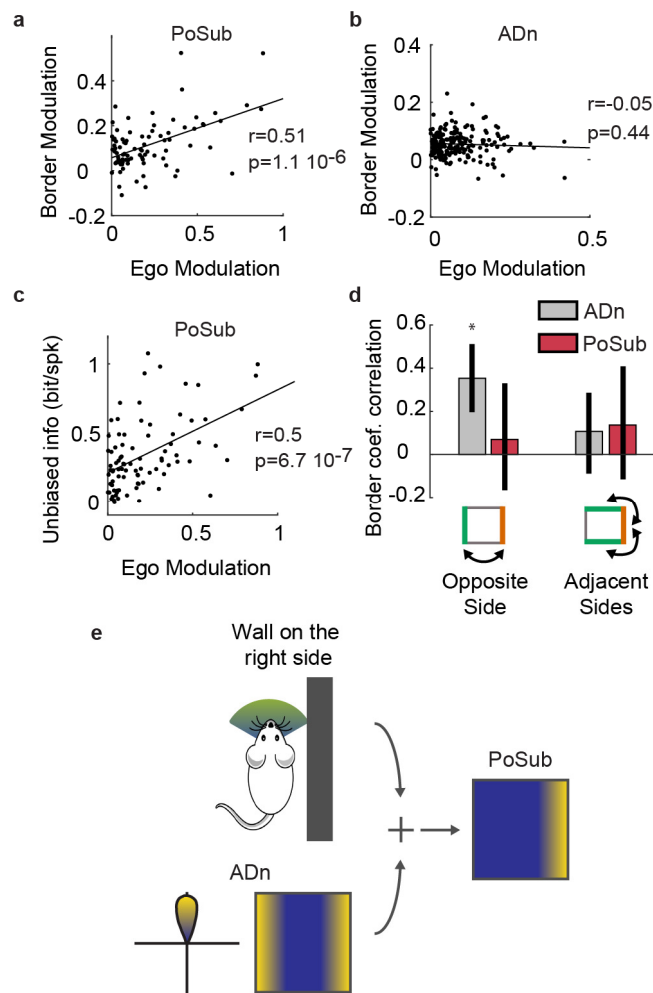 a
PoSub
Border Modulation
0.4
0.2
0
-0.2
0
0.5
1
r=0.51
p=1.1 10-6
Ego Modulation
b
ADn
Border Modulation
0.4
0.2
0
-0.2
0
0.5
r=-0.05
p=0.44
Ego Modulation
c
PoSub
Unbiased info (bit/spk)
1
0.5
0
0
0.5
1
r=0.5
p=6.7 10-7
Ego Modulation
d
ADn
PoSub
Border coef. correlation
0.6
0.4
0.2
0
-0.2
*
Opposite
Side
Adjacent
Sides
e
Wall on the
right side
PoSub
ADn